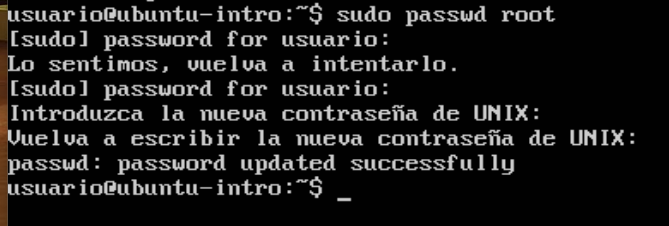 usuario@ubuntu-intro:~$ sudo passwd root
[sudo] password for usuario:
Lo sentimos, vuelva a intentarlo.
[sudo] password for usuario:
Introduzca la nueva contraseña de UNIX:
Vuelva a escribir la nueva contraseña de UNIX:
passwd: password updated successfully
usuario@ubuntu-intro:~$ _